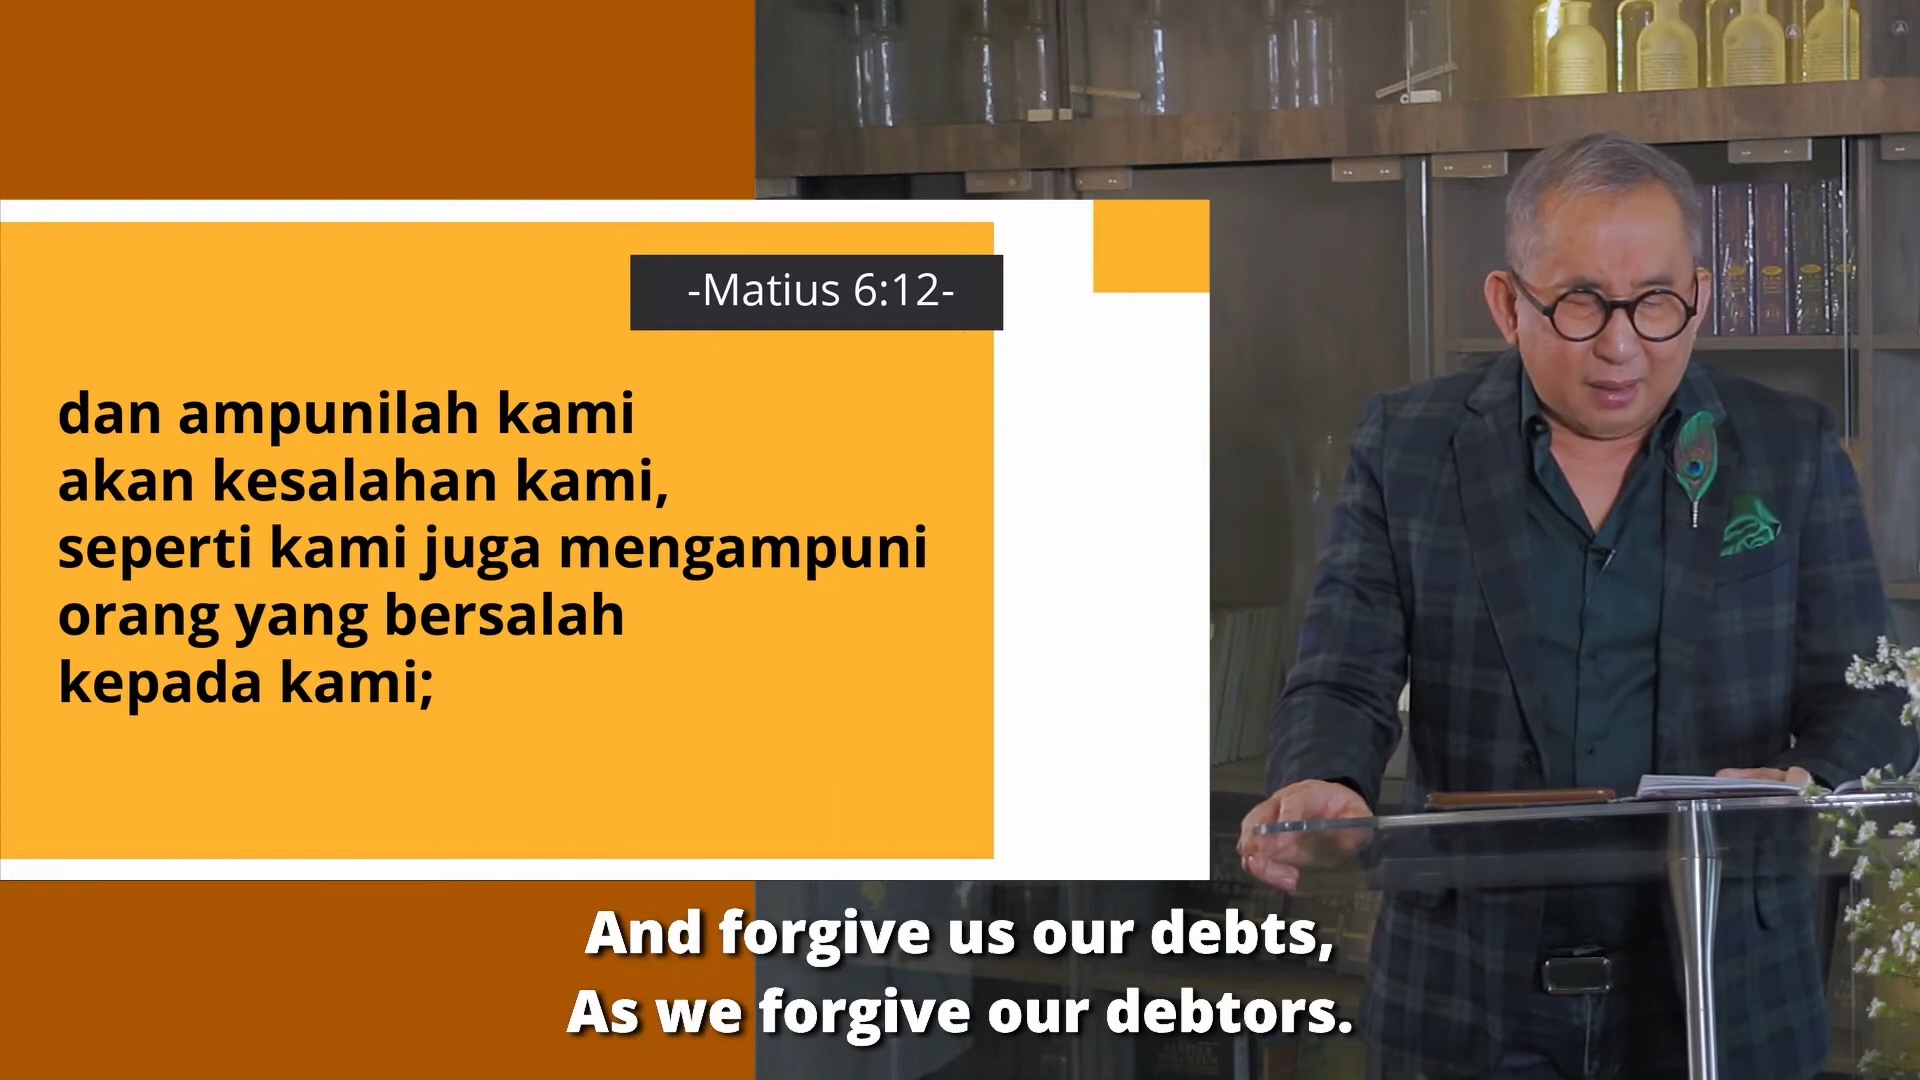 -Matius 6:12-
dan ampunilah kami
akan kesalahan kami,
seperti kami juga mengampuni
orang yang bersalah
kepada kami;
And forgive us our debts,
As we forgive our debtors.